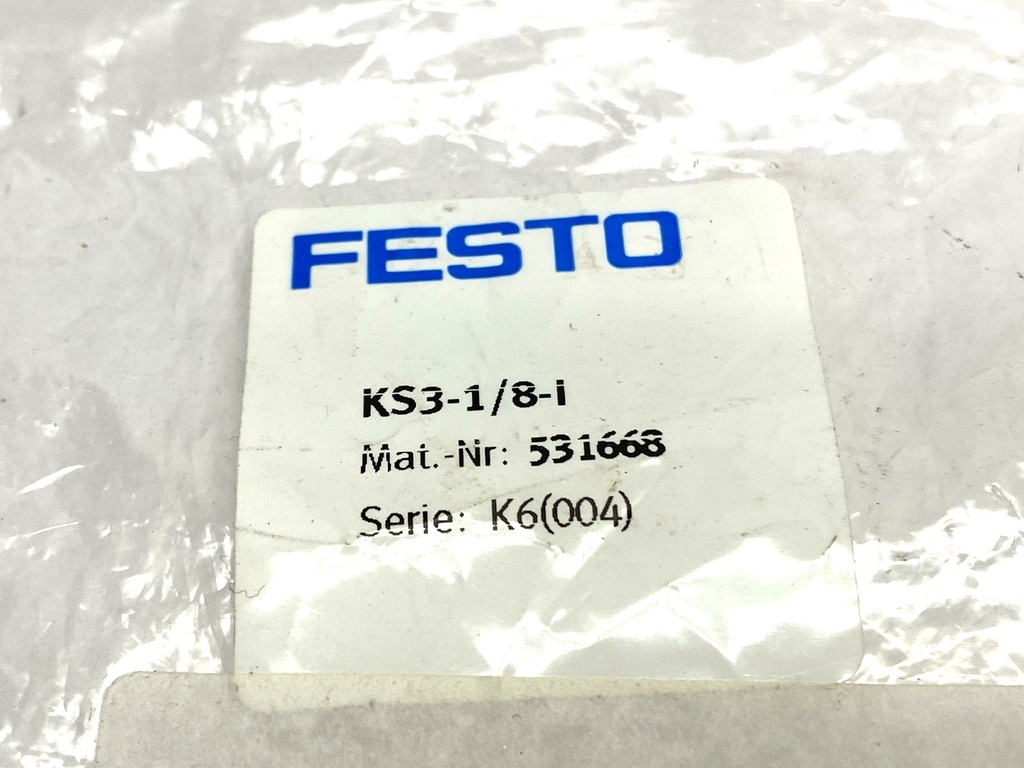 FESTO
KS3-1/8-i
Mat.-Nr: 531668
Serie: K6(004)